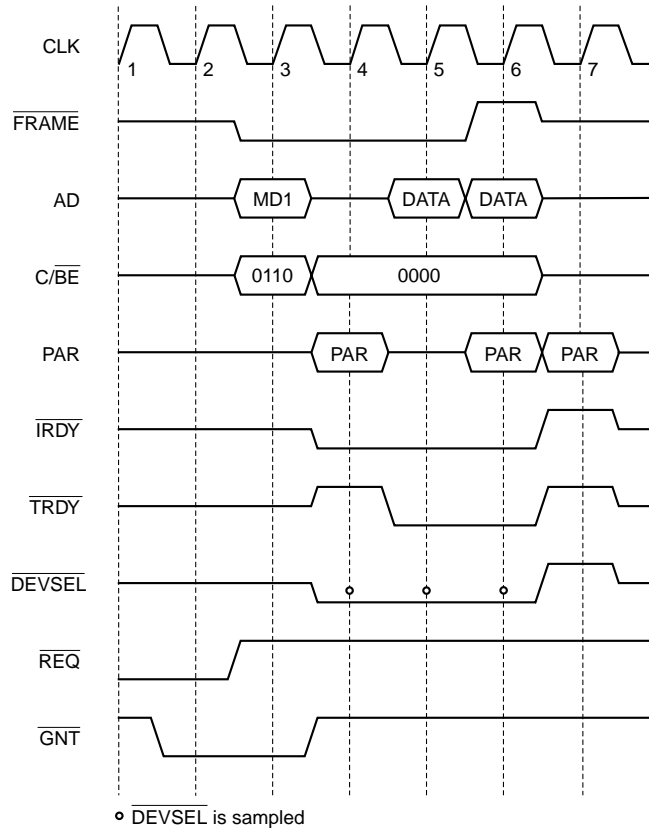 CLK
1 2 3 4 5 6 7
FRAME
AD MD1 DATA DATA
C/BE 0110 0000
PAR PAR PAR PAR
IRDY
TRDY
DEVSEL
REQ
GNT
DEVSEL is sampled